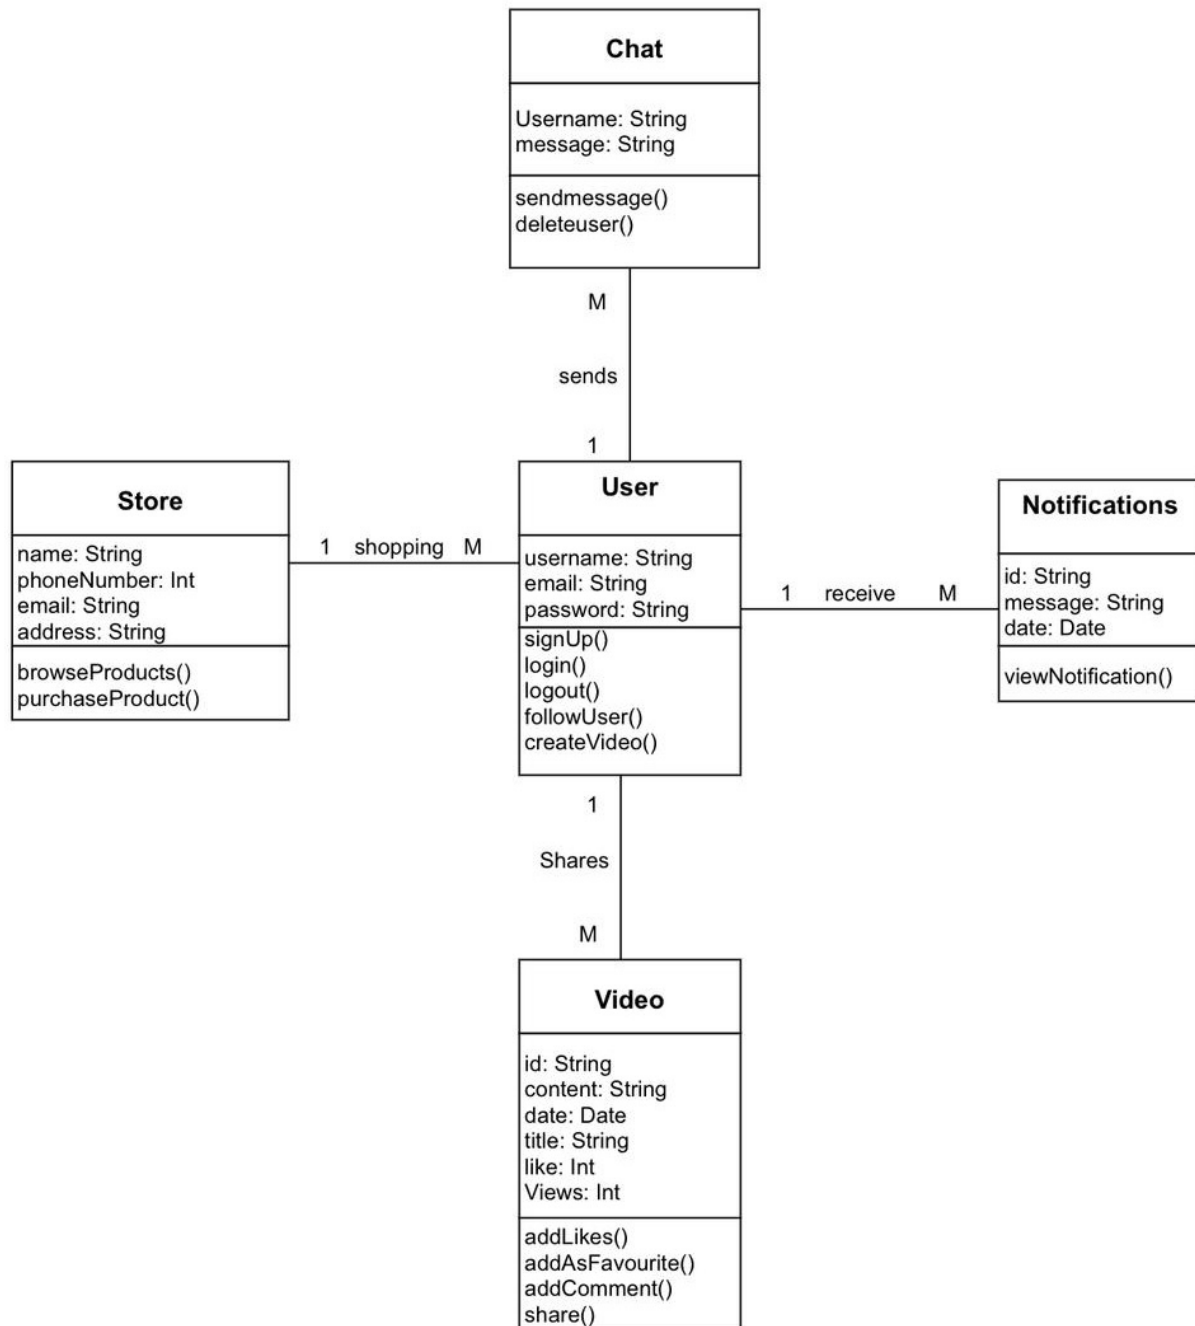 Chat
Username: String
message: String
sendmessage()
deleteuser()
M
sends
1
Store
name: String
phoneNumber: Int
email: String
address: String
browseProducts()
purchaseProduct()
1 shopping M
User
username: String
email: String
password: String
signUp()
login()
logout()
followUser()
createVideo()
1 receive M
Notifications
id: String
message: String
date: Date
viewNotification()
1
Shares
M
Video
id: String
content: String
date: Date
title: String
like: Int
Views: Int
addLikes()
addAsFavourite()
addComment()
share()